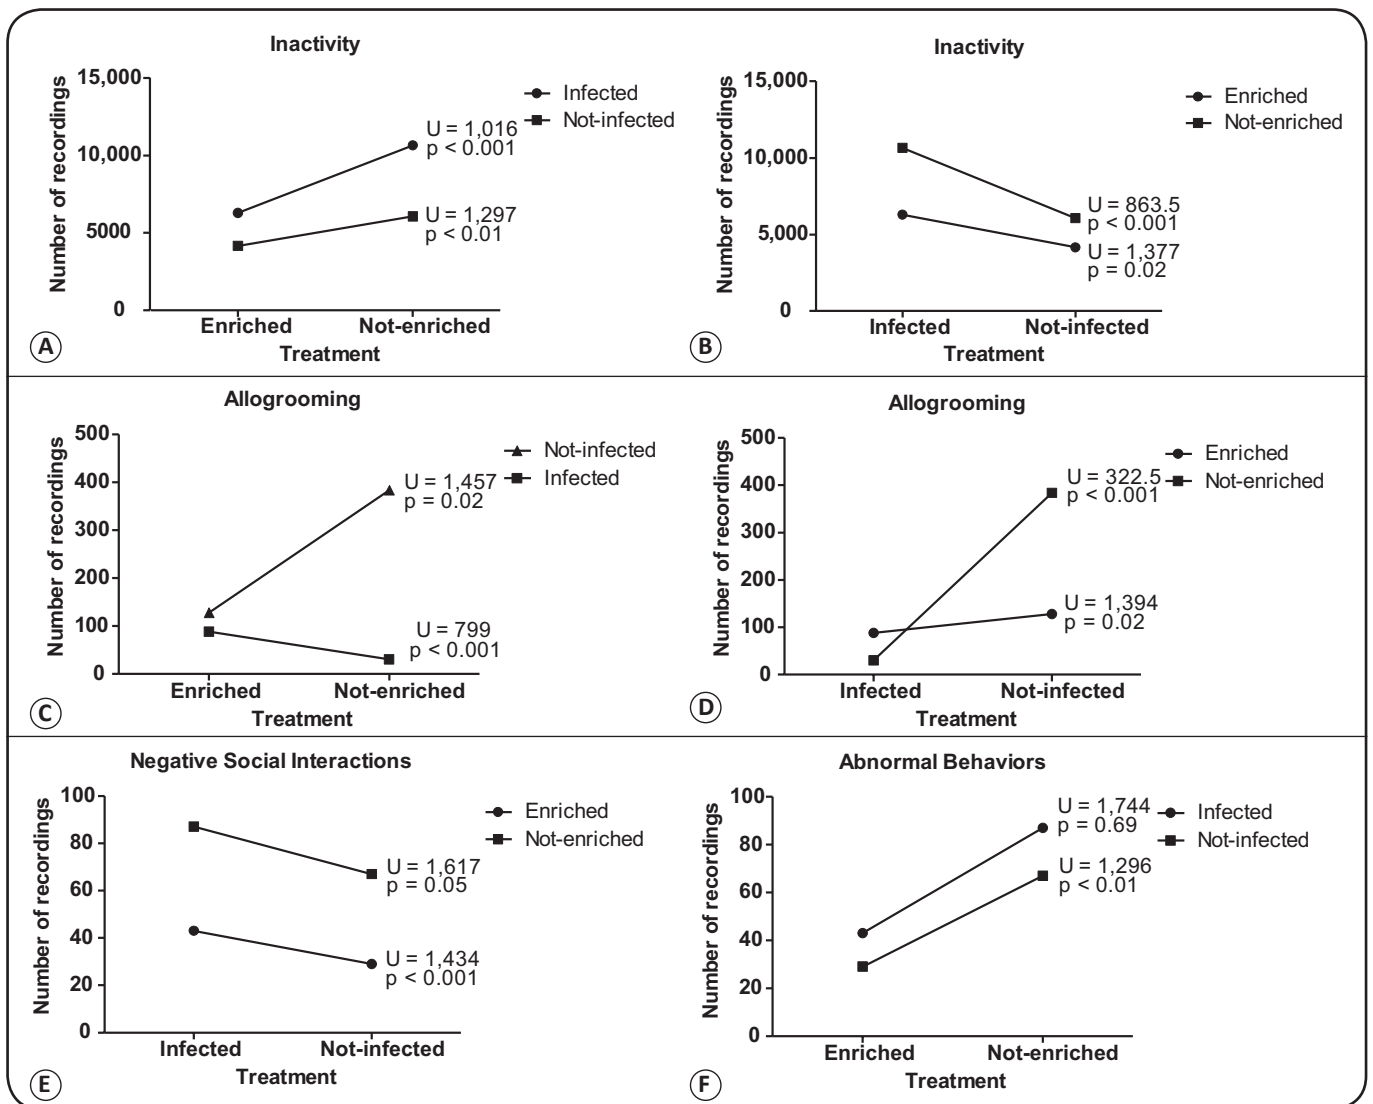 Inactivity
Number of recordings
15,000
10,000
5000
0
Infected
Not-infected
U = 1,016
p < 0.001
U = 1,297
p < 0.01
Enriched Not-enriched
Treatment
A
Inactivity
Number of recordings
15,000
10,000
5,000
0
Enriched
Not-enriched
U = 863.5
p < 0.001
U = 1,377
p = 0.02
Infected Not-infected
Treatment
B
Allogrooming
Number of recordings
500
400
300
200
100
0
Not-infected
Infected
U = 1,457
p = 0.02
U = 799
p < 0.001
Enriched Not-enriched
Treatment
C
Allogrooming
Number of recordings
500
400
300
200
100
0
Enriched
Not-enriched
U = 322.5
p < 0.001
U = 1,394
p = 0.02
Infected Not-infected
Treatment
D
Negative Social Interactions
Number of recordings
100
80
60
40
20
0
Enriched
Not-enriched
U = 1,617
p = 0.05
U = 1,434
p < 0.001
Infected Not-infected
Treatment
E
Abnormal Behaviors
Number of recordings
100
80
60
40
20
0
Infected
Not-infected
U = 1,744
p = 0.69
U = 1,296
p < 0.01
Enriched Not-enriched
Treatment
F